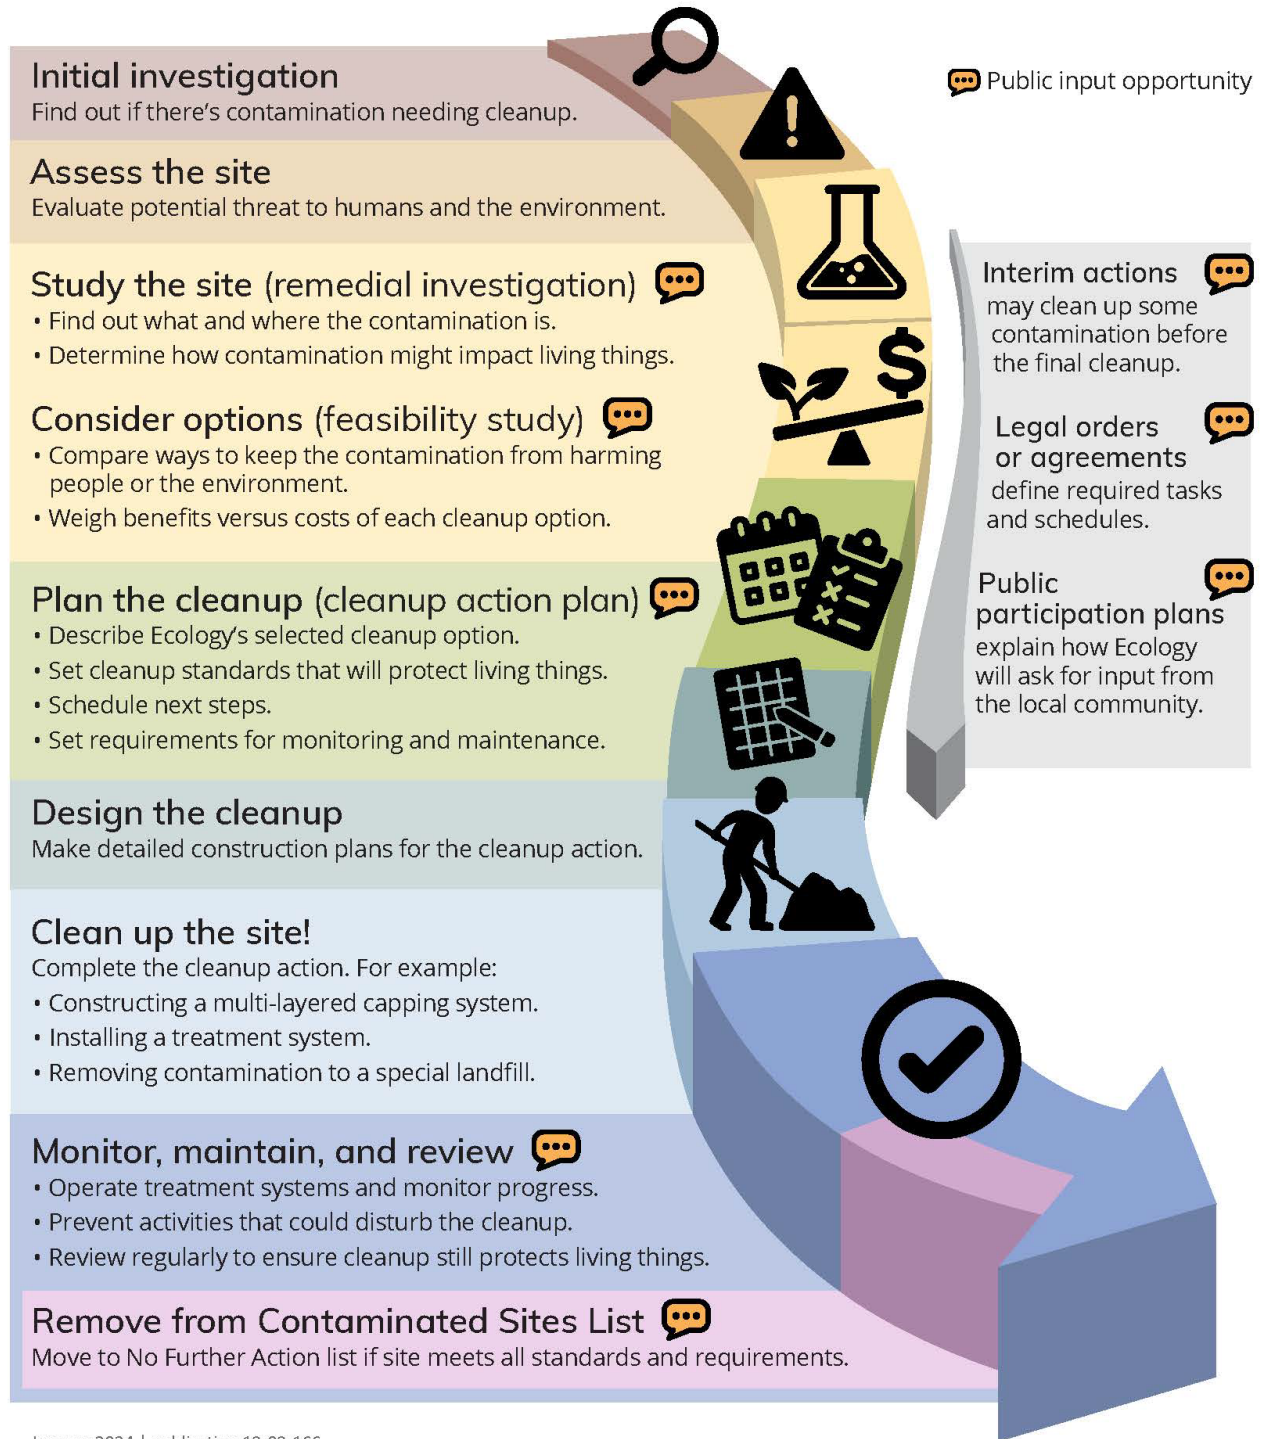 Initial investigation
Find out if there's contamination needing cleanup.
Public input opportunity
Assess the site
Evaluate potential threat to humans and the environment.
Study the site (remedial investigation)
• Find out what and where the contamination is.
• Determine how contamination might impact living things.
Consider options (feasibility study)
• Compare ways to keep the contamination from harming
people or the environment.
• Weigh benefits versus costs of each cleanup option.
$
Plan the cleanup (cleanup action plan)
• Describe Ecology's selected cleanup option.
• Set cleanup standards that will protect living things.
• Schedule next steps.
• Set requirements for monitoring and maintenance.
Design the cleanup
Make detailed construction plans for the cleanup action.
Clean up the site!
Complete the cleanup action. For example:
• Constructing a multi-layered capping system.
• Installing a treatment system.
• Removing contamination to a special landfill.
Monitor, maintain, and review
• Operate treatment systems and monitor progress.
• Prevent activities that could disturb the cleanup.
• Review regularly to ensure cleanup still protects living things.
Remove from Contaminated Sites List
Move to No Further Action list if site meets all standards and requirements.
Interim actions
may clean up some
contamination before
the final cleanup.
Legal orders
or agreements
define required tasks
and schedules.
Public
participation plans
explain how Ecology
will ask for input from
the local community.